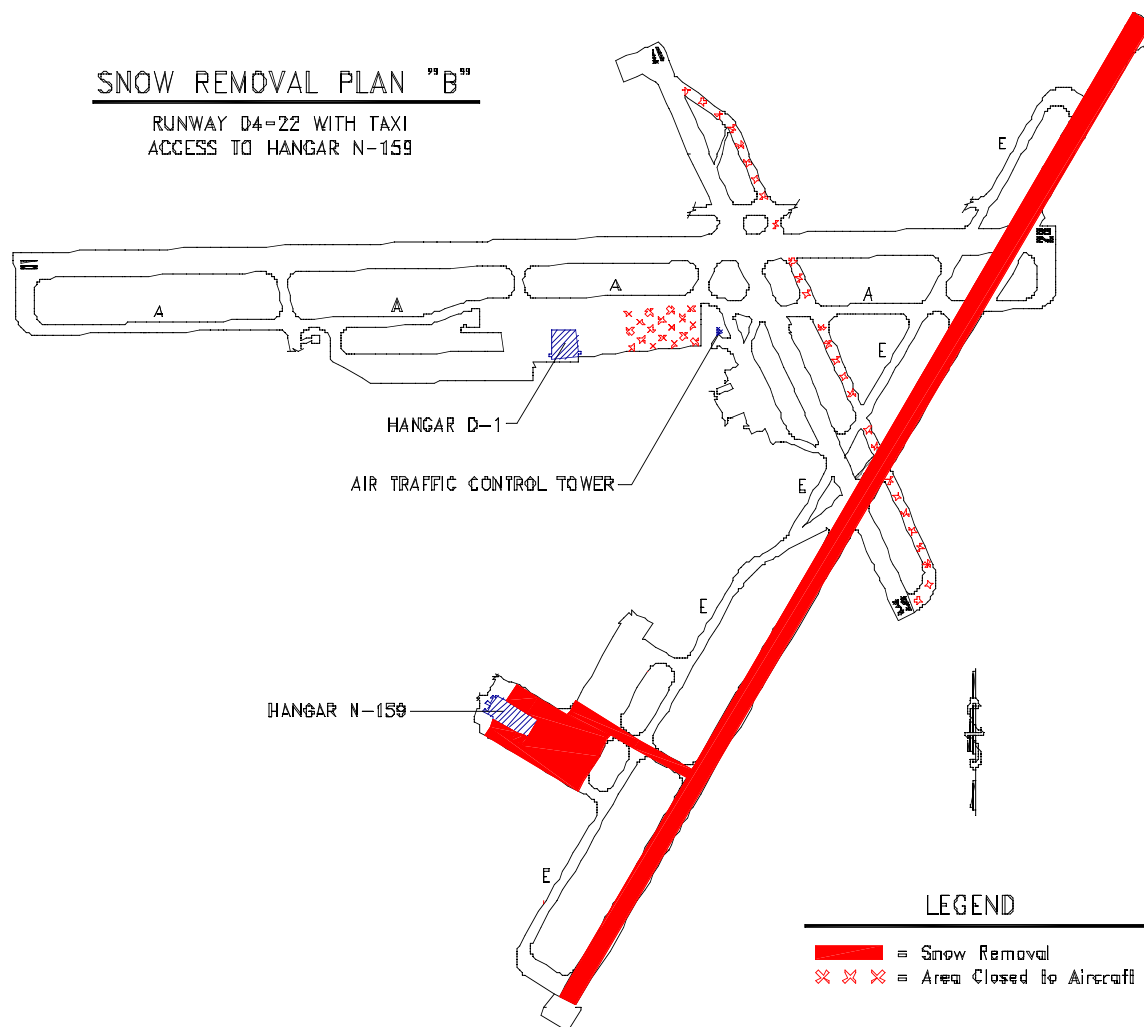 SNOW REMOVAL PLAN "B"
RUNWAY 04-22 WITH TAXI
ACCESS TO HANGAR N-159
E
A
A
A
A
E
HANGAR D-1
AIR TRAFFIC CONTROL TOWER
E
E
HANGAR N-159
E
LEGEND
= Snow Removal
= Area Closed to Aircraft